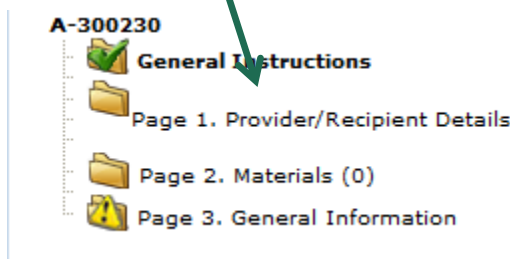 A-300230
General Instructions
Page 1. Provider/Recipient Details
Page 2. Materials (0)
Page 3. General Information